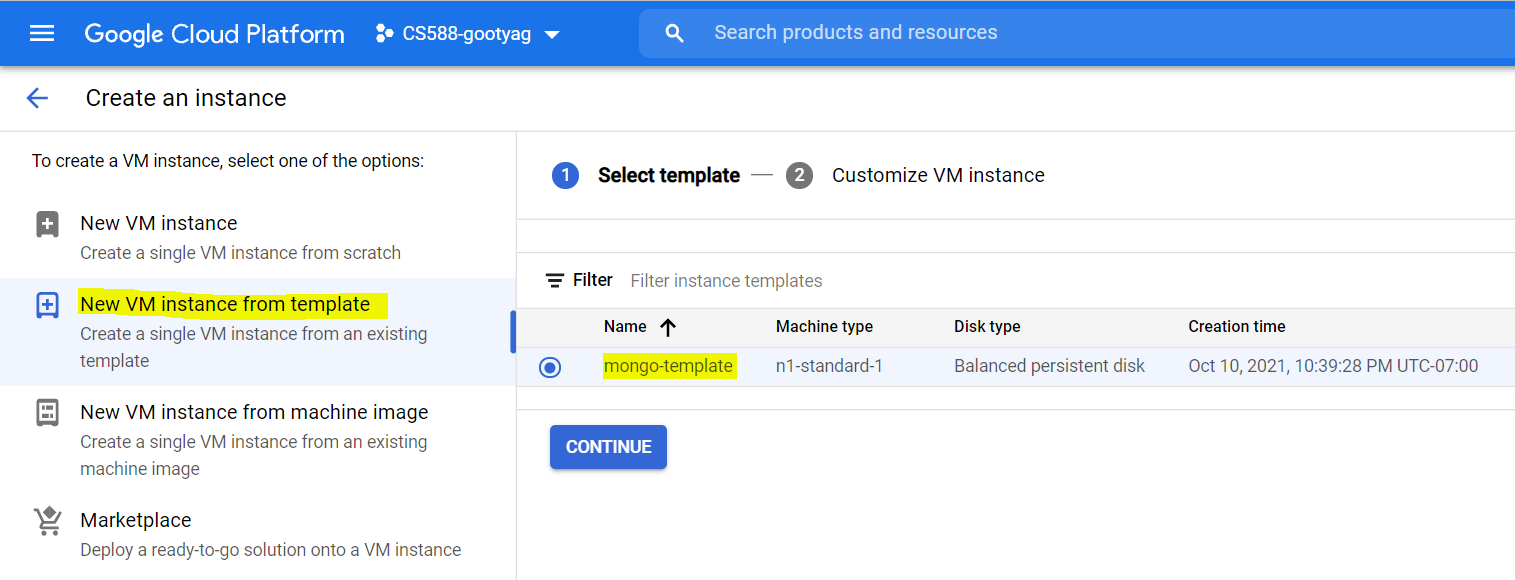 Google Cloud Platform CS588-gootyag Search products and resources
Create an instance
To create a VM instance, select one of the options:
New VM instance
Create a single VM instance from scratch
New VM instance from template
Create a single VM instance from an existing
template
New VM instance from machine image
Create a single VM instance from an existing
machine image
Marketplace
Deploy a ready-to-go solution onto a VM instance
1 Select template — 2 Customize VM instance
Filter Filter instance templates
Name ↑ Machine type Disk type Creation time
mongo-template n1-standard-1 Balanced persistent disk Oct 10, 2021, 10:39:28 PM UTC-07:00
CONTINUE